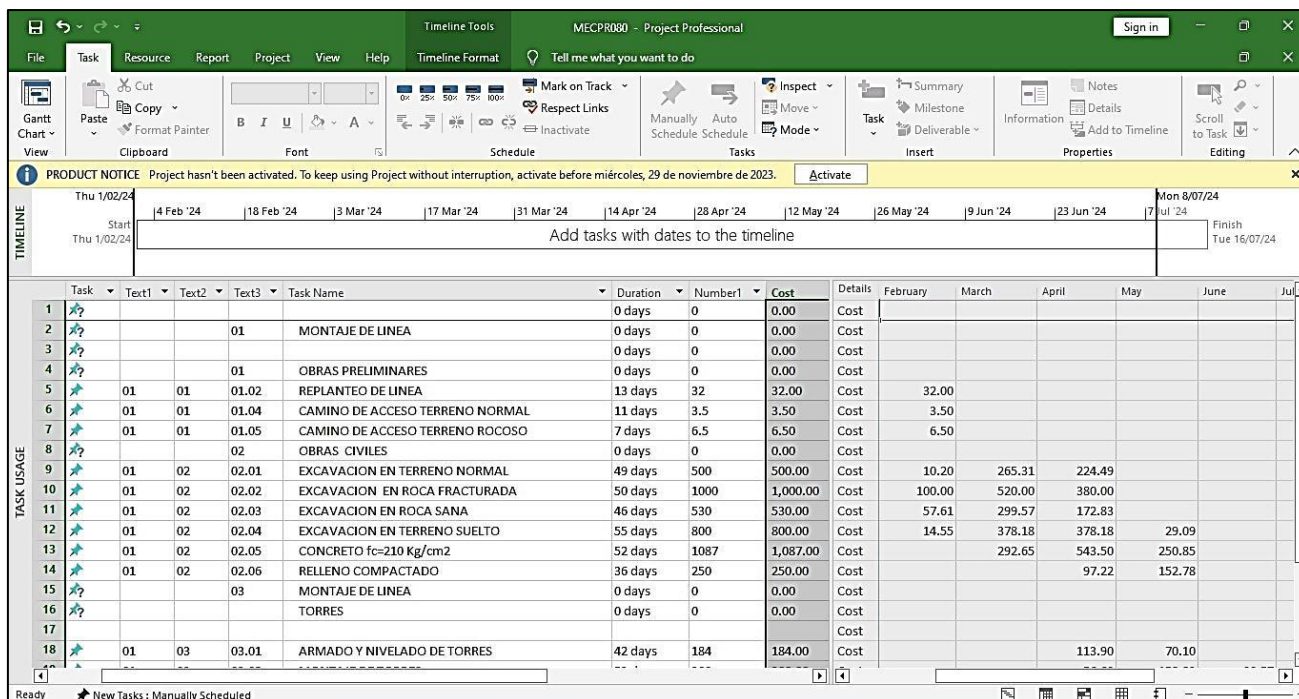 Timeline Tools MECPR080 - Project Professional Sign in
File Task Resource Report Project View Help Timeline Format Tell me what you want to do
Gantt Chart
View
Paste
Cut
Copy
Format Painter
Clipboard
B I U A
Font
0% 25% 50% 75% 100%
Mark on Track
Respect Links
Inactivate
Schedule
Manually Schedule
Auto Schedule
Inspect
Move
Mode
Tasks
Task
Summary
Milestone
Deliverable
Insert
Information
Notes
Details
Add to Timeline
Properties
Scroll to Task
Editing
PRODUCT NOTICE Project hasn't been activated. To keep using Project without interruption, activate before miércoles, 29 de noviembre de 2023. Activate
TIMELINE
Thu 1/02/24 Mon 8/07/24
4 Feb '24 18 Feb '24 3 Mar '24 17 Mar '24 31 Mar '24 14 Apr '24 28 Apr '24 12 May '24 26 May '24 9 Jun '24 23 Jun '24 7 Jul '24
Start
Thu 1/02/24
Add tasks with dates to the timeline
Finish
Tue 16/07/24
TASK USAGE
Task Text1 Text2 Text3 Task Name Duration Number1 Cost Details February March April May June Jul
1 ? 0 days 0 0.00 Cost
2 ? 01 MONTAJE DE LINEA 0 days 0 0.00 Cost
3 ? 0 days 0 0.00 Cost
4 ? 01 OBRAS PRELIMINARES 0 days 0 0.00 Cost
5 01 01 01.02 REPLANTEO DE LINEA 13 days 32 32.00 Cost 32.00
6 01 01 01.04 CAMINO DE ACCESO TERRENO NORMAL 11 days 3.5 3.50 Cost 3.50
7 01 01 01.05 CAMINO DE ACCESO TERRENO ROCOSO 7 days 6.5 6.50 Cost 6.50
8 ? 02 OBRAS CIVILES 0 days 0 0.00 Cost
9 01 02 02.01 EXCAVACION EN TERRENO NORMAL 49 days 500 500.00 Cost 10.20 265.31 224.49
10 01 02 02.02 EXCAVACION EN ROCA FRACTURADA 50 days 1000 1,000.00 Cost 100.00 520.00 380.00
11 01 02 02.03 EXCAVACION EN ROCA SANA 46 days 530 530.00 Cost 57.61 299.57 172.83
12 01 02 02.04 EXCAVACION EN TERRENO SUELTO 55 days 800 800.00 Cost 14.55 378.18 378.18 29.09
13 01 02 02.05 CONCRETO fc=210 Kg/cm2 52 days 1087 1,087.00 Cost 292.65 543.50 250.85
14 01 02 02.06 RELLENO COMPACTADO 36 days 250 250.00 Cost 97.22 152.78
15 ? 03 MONTAJE DE LINEA 0 days 0 0.00 Cost
16 ? TORRES 0 days 0 0.00 Cost
17 Cost
18 01 03 03.01 ARMADO Y NIVELADO DE TORRES 42 days 184 184.00 Cost 113.90 70.10
Ready New Tasks : Manually Scheduled